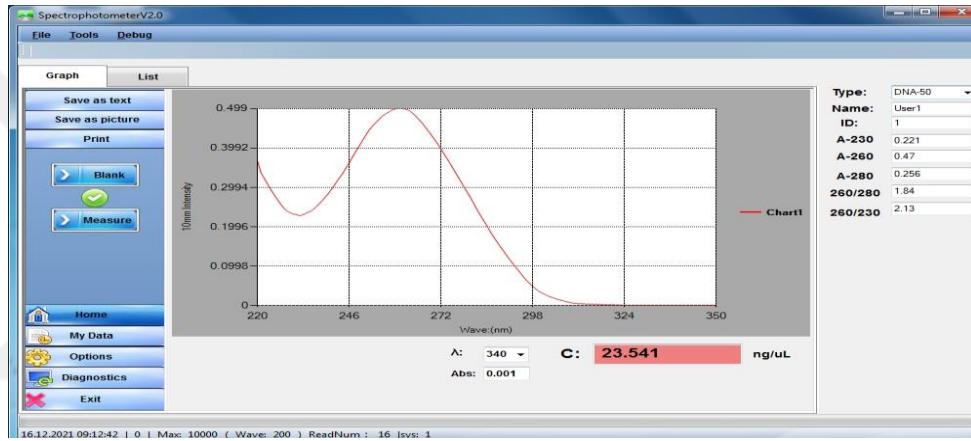 SpectrophotometerV2.0
File Tools Debug
Graph List
Save as text
Save as picture
Print
Blank
Measure
Home
My Data
Options
Diagnostics
Exit
10mm Intensity
0.499
0.3992
0.2994
0.1996
0.0998
0
220 246 272 298 324 350
Wave:(nm)
Chart1
λ: 340
Abs: 0.001
C: 23.541 ng/uL
Type: DNA-50
Name: User1
ID: 1
A-230 0.221
A-260 0.47
A-280 0.256
260/280 1.84
260/230 2.13
16.12.2021 09:12:42 | 0 | Max: 10000 ( Wave: 200 ) ReadNum : 16 |sys: 1